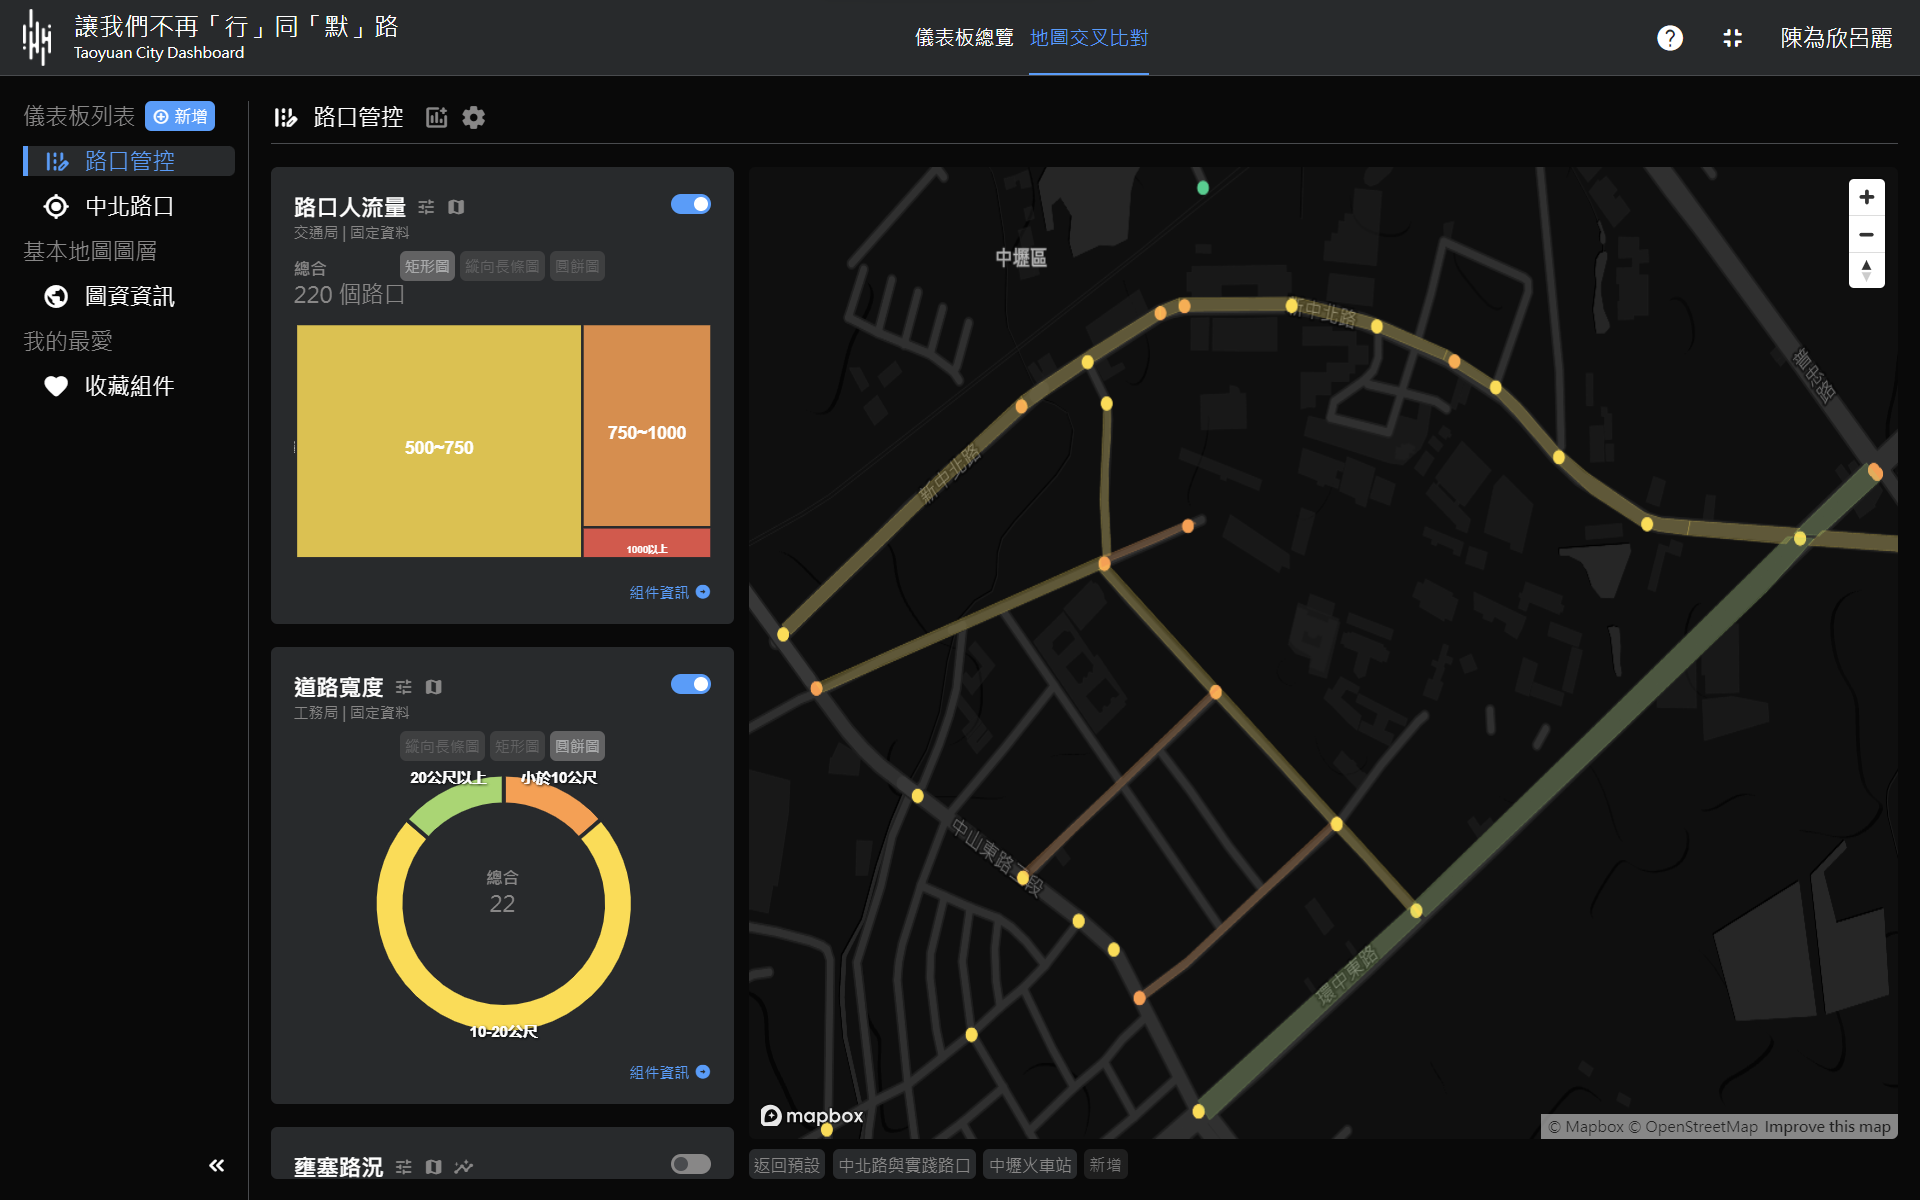 讓我們不再「行」同「默」路
Taoyuan City Dashboard
儀表板總覽
地圖交叉比對
陳為欣呂麗
儀表板列表
新增
路口管控
中北路口
基本地圖圖層
圖資資訊
我的最愛
收藏組件
路口管控
路口人流量
交通局 | 固定資料
總合
220 個路口
矩形圖
縱向長條圖
圓餅圖
500~750
750~1000
1000以上
組件資訊
道路寬度
工務局 | 固定資料
縱向長條圖
矩形圖
圓餅圖
20公尺以上
小於10公尺
總合
22
10-20公尺
組件資訊
壅塞路況
中壢區
新中北路
新中北路
普忠路
中山東路三段
環中東路
mapbox
© Mapbox © OpenStreetMap Improve this map
返回預設
中北路與實踐路口
中壢火車站
新增